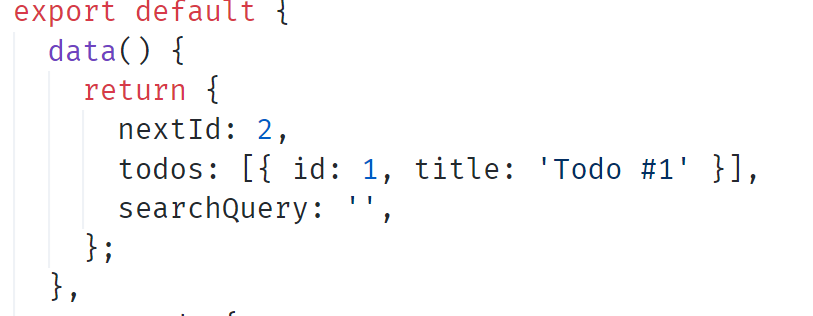 export default {
  data() {
    return {
      nextId: 2,
      todos: [{ id: 1, title: 'Todo #1' }],
      searchQuery: '',
    };
  },